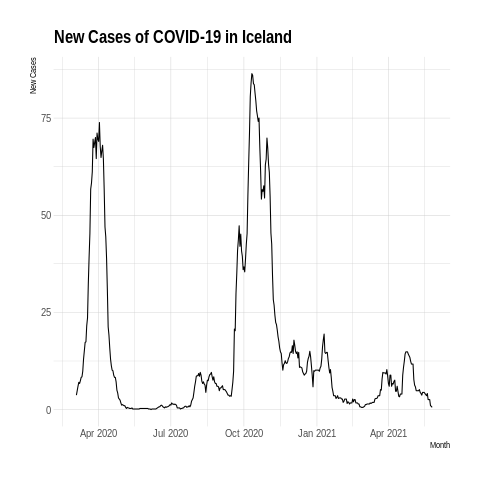 New Cases of COVID-19 in Iceland
New Cases
75
50
25
0
Apr 2020 Jul 2020 Oct 2020 Jan 2021 Apr 2021
Month